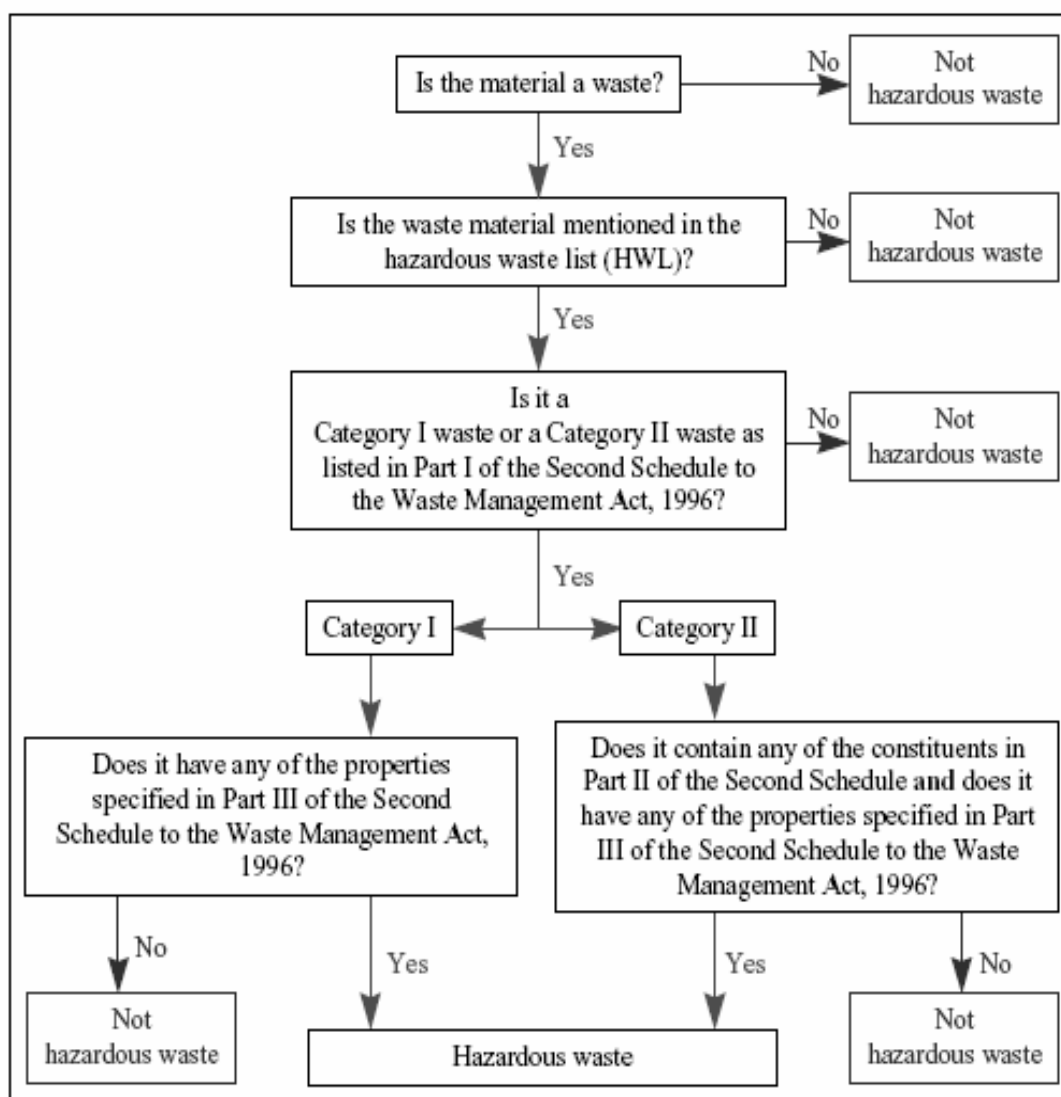 Is the material a waste?
No
Not
hazardous waste
Yes
Is the waste material mentioned in the
hazardous waste list (HWL)?
No
Not
hazardous waste
Yes
Is it a
Category I waste or a Category II waste as
listed in Part I of the Second Schedule to
the Waste Management Act, 1996?
No
Not
hazardous waste
Yes
Category I
Category II
Does it have any of the properties
specified in Part III of the Second
Schedule to the Waste Management Act,
1996?
Does it contain any of the constituents in
Part II of the Second Schedule and does it
have any of the properties specified in Part
III of the Second Schedule to the Waste
Management Act, 1996?
No
Yes
Yes
No
Not
hazardous waste
Hazardous waste
Not
hazardous waste